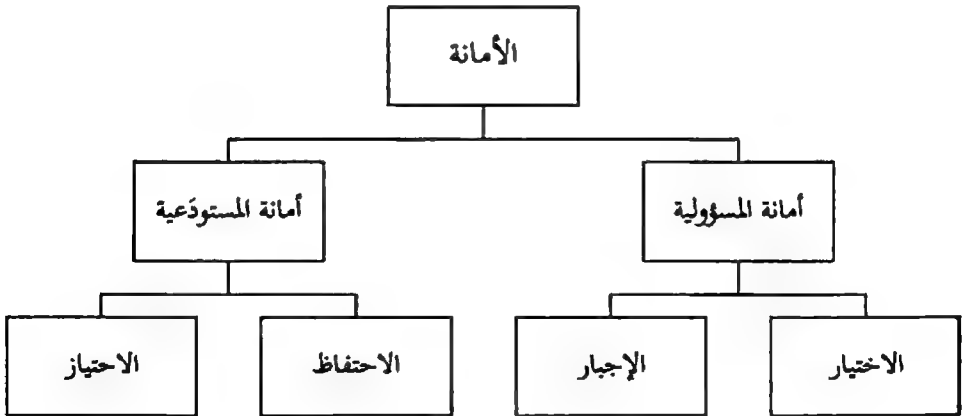 الأمانة
أمانة المسؤولية
أمانة المستودَعية
الاختيار
الإجبار
الاحتفاظ
الاحتياز